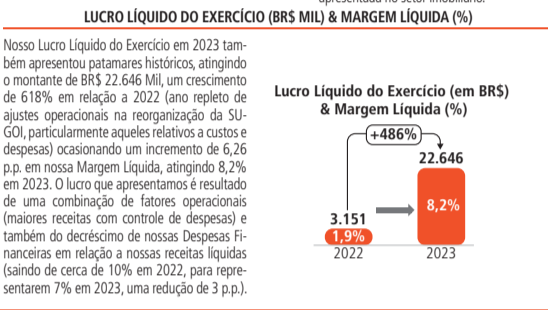 LUCRO LÍQUIDO DO EXERCÍCIO (BR$ MIL) & MARGEM LÍQUIDA (%)
Nosso Lucro Líquido do Exercício em 2023 tam-
bém apresentou patamares históricos, atingindo
o montante de BR$ 22.646 Mil, um crescimento
de 618% em relação a 2022 (ano repleto de
ajustes operacionais na reorganização da SU-
GOI, particularmente aqueles relativos a custos e
despesas) ocasionando um incremento de 6,26
p.p. em nossa Margem Líquida, atingindo 8,2%
em 2023. O lucro que apresentamos é resultado
de uma combinação de fatores operacionais
(maiores receitas com controle de despesas) e
também do decréscimo de nossas Despesas Fi-
nanceiras em relação a nossas receitas líquidas
(saindo de cerca de 10% em 2022, para repre-
sentarem 7% em 2023, uma redução de 3 p.p.).
Lucro Líquido do Exercício (em BR$)
& Margem Líquida (%)
+486%
22.646
3.151
8,2%
1,9%
2022
2023